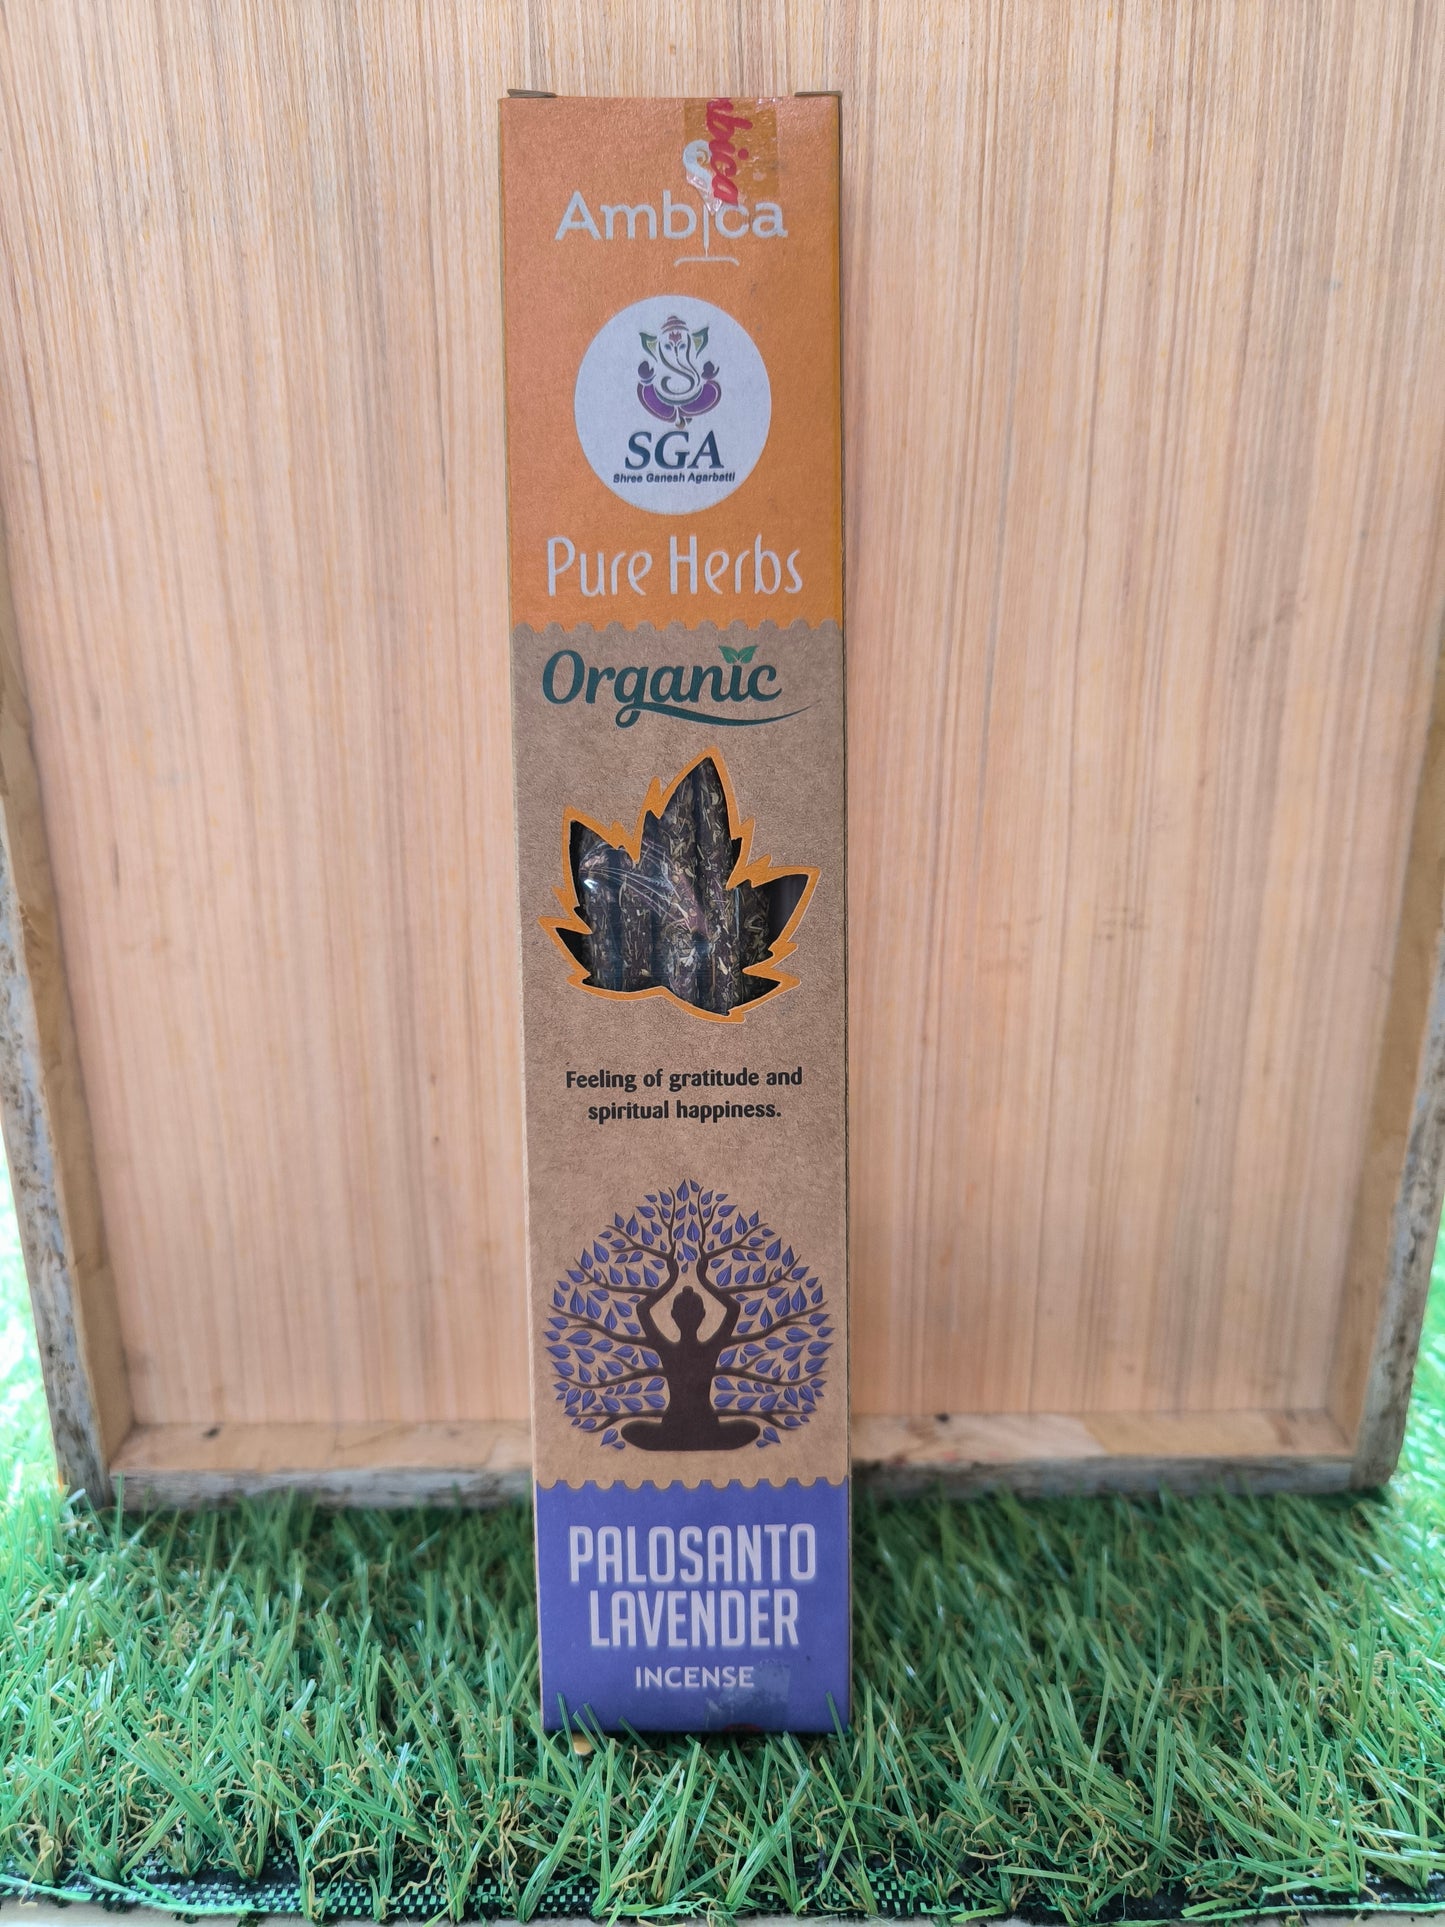 Ambica
SGA
Shree Ganesh Agarbatti
Pure Herbs
Organic
Feeling of gratitude and
spiritual happiness.
PALOSANTO
LAVENDER
INCENSE